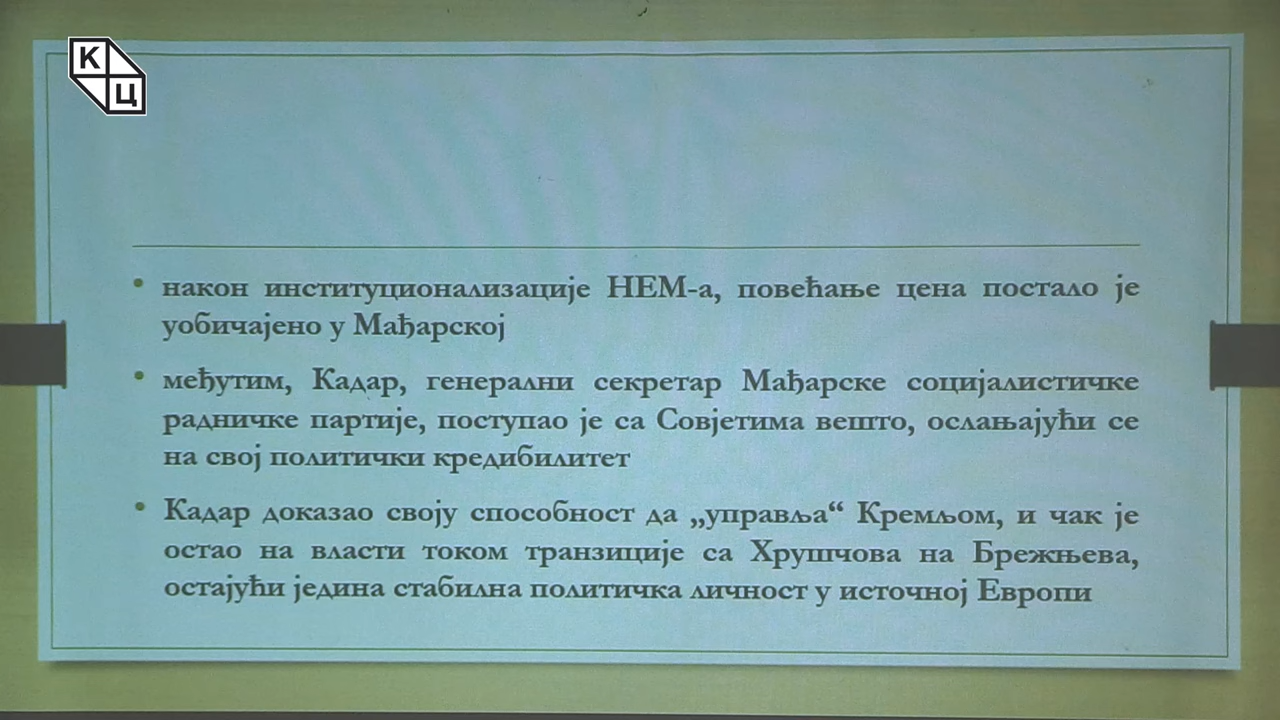 К
Ц
након институционализације НЕМ-а, повећање цена постало је
уобичајено у Мађарској
међутим, Кадар, генерални секретар Мађарске социјалистичке
радничке партије, поступао је са Совјетима вешто, ослањајући се
на свој политички кредибилитет
Кадар доказао своју способност да „управља“ Кремљом, и чак је
остао на власти током транзиције са Хрушчова на Брежњева,
остајући једина стабилна политичка личност у источној Европи